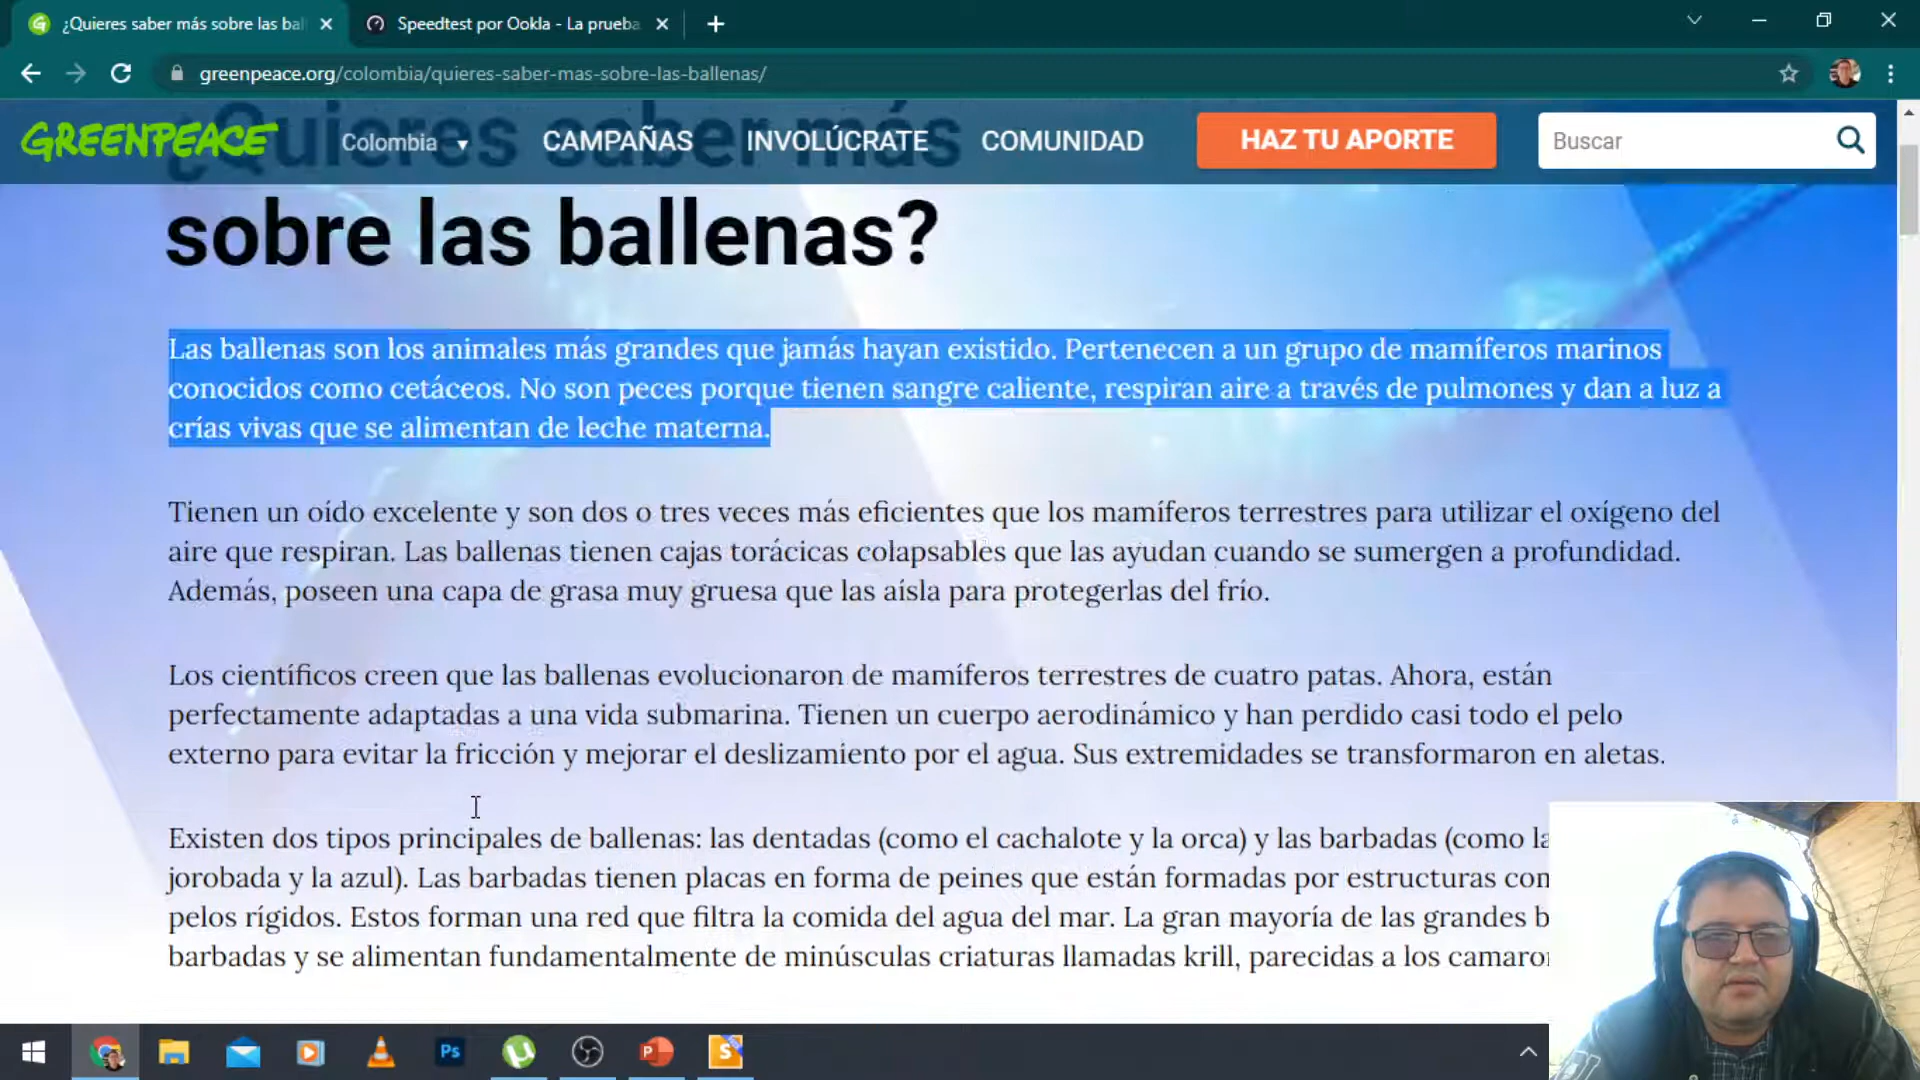 ¿Quieres saber más sobre las bal
Speedtest por Ookla - La prueba
greenpeace.org/colombia/quieres-saber-mas-sobre-las-ballenas/
GREENPEACE
Colombia
CAMPAÑAS
INVOLÚCRATE
COMUNIDAD
HAZ TU APORTE
Buscar
¿Quieres saber más
sobre las ballenas?
Las ballenas son los animales más grandes que jamás hayan existido. Pertenecen a un grupo de mamíferos marinos
conocidos como cetáceos. No son peces porque tienen sangre caliente, respiran aire a través de pulmones y dan a luz a
crías vivas que se alimentan de leche materna.
Tienen un oído excelente y son dos o tres veces más eficientes que los mamíferos terrestres para utilizar el oxígeno del
aire que respiran. Las ballenas tienen cajas torácicas colapsables que las ayudan cuando se sumergen a profundidad.
Además, poseen una capa de grasa muy gruesa que las aísla para protegerlas del frío.
Los científicos creen que las ballenas evolucionaron de mamíferos terrestres de cuatro patas. Ahora, están
perfectamente adaptadas a una vida submarina. Tienen un cuerpo aerodinámico y han perdido casi todo el pelo
externo para evitar la fricción y mejorar el deslizamiento por el agua. Sus extremidades se transformaron en aletas.
Existen dos tipos principales de ballenas: las dentadas (como el cachalote y la orca) y las barbadas (como la
jorobada y la azul). Las barbadas tienen placas en forma de peines que están formadas por estructuras com
pelos rígidos. Estos forman una red que filtra la comida del agua del mar. La gran mayoría de las grandes b
barbadas y se alimentan fundamentalmente de minúsculas criaturas llamadas krill, parecidas a los camaron
Ps
P
S